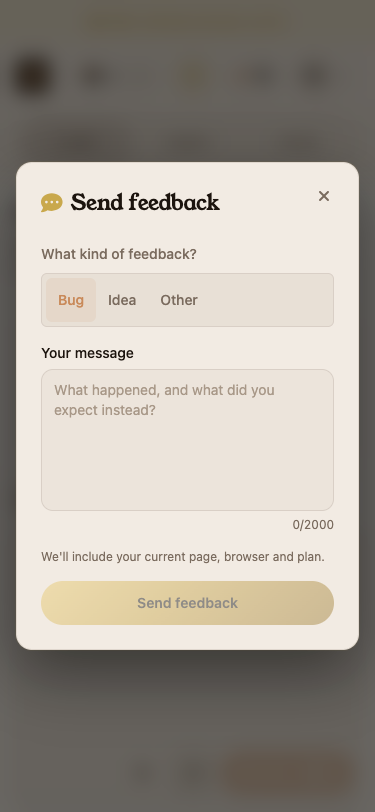 Send feedback
What kind of feedback?
Bug Idea Other
Your message
What happened, and what did you
expect instead?
0/2000
We'll include your current page, browser and plan.
Send feedback